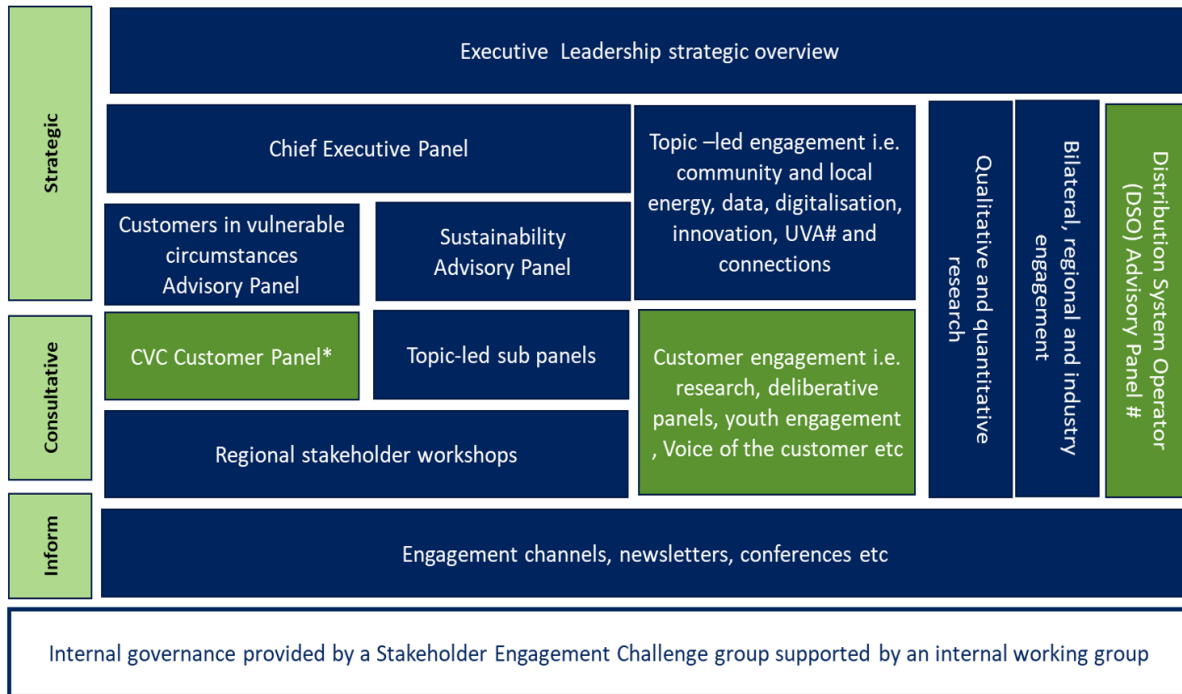 Strategic
Executive Leadership strategic overview
Chief Executive Panel
Customers in vulnerable
circumstances
Advisory Panel
Sustainability
Advisory Panel
Topic –led engagement i.e.
community and local
energy, data, digitalisation,
innovation, UVA# and
connections
Qualitative and quantitative
research
Bilateral, regional and industry
engagement
Distribution System Operator
(DSO) Advisory Panel #
Consultative
CVC Customer Panel*
Topic-led sub panels
Customer engagement i.e.
research, deliberative
panels, youth engagement
, Voice of the customer etc
Regional stakeholder workshops
Inform
Engagement channels, newsletters, conferences etc
Internal governance provided by a Stakeholder Engagement Challenge group supported by an internal working group